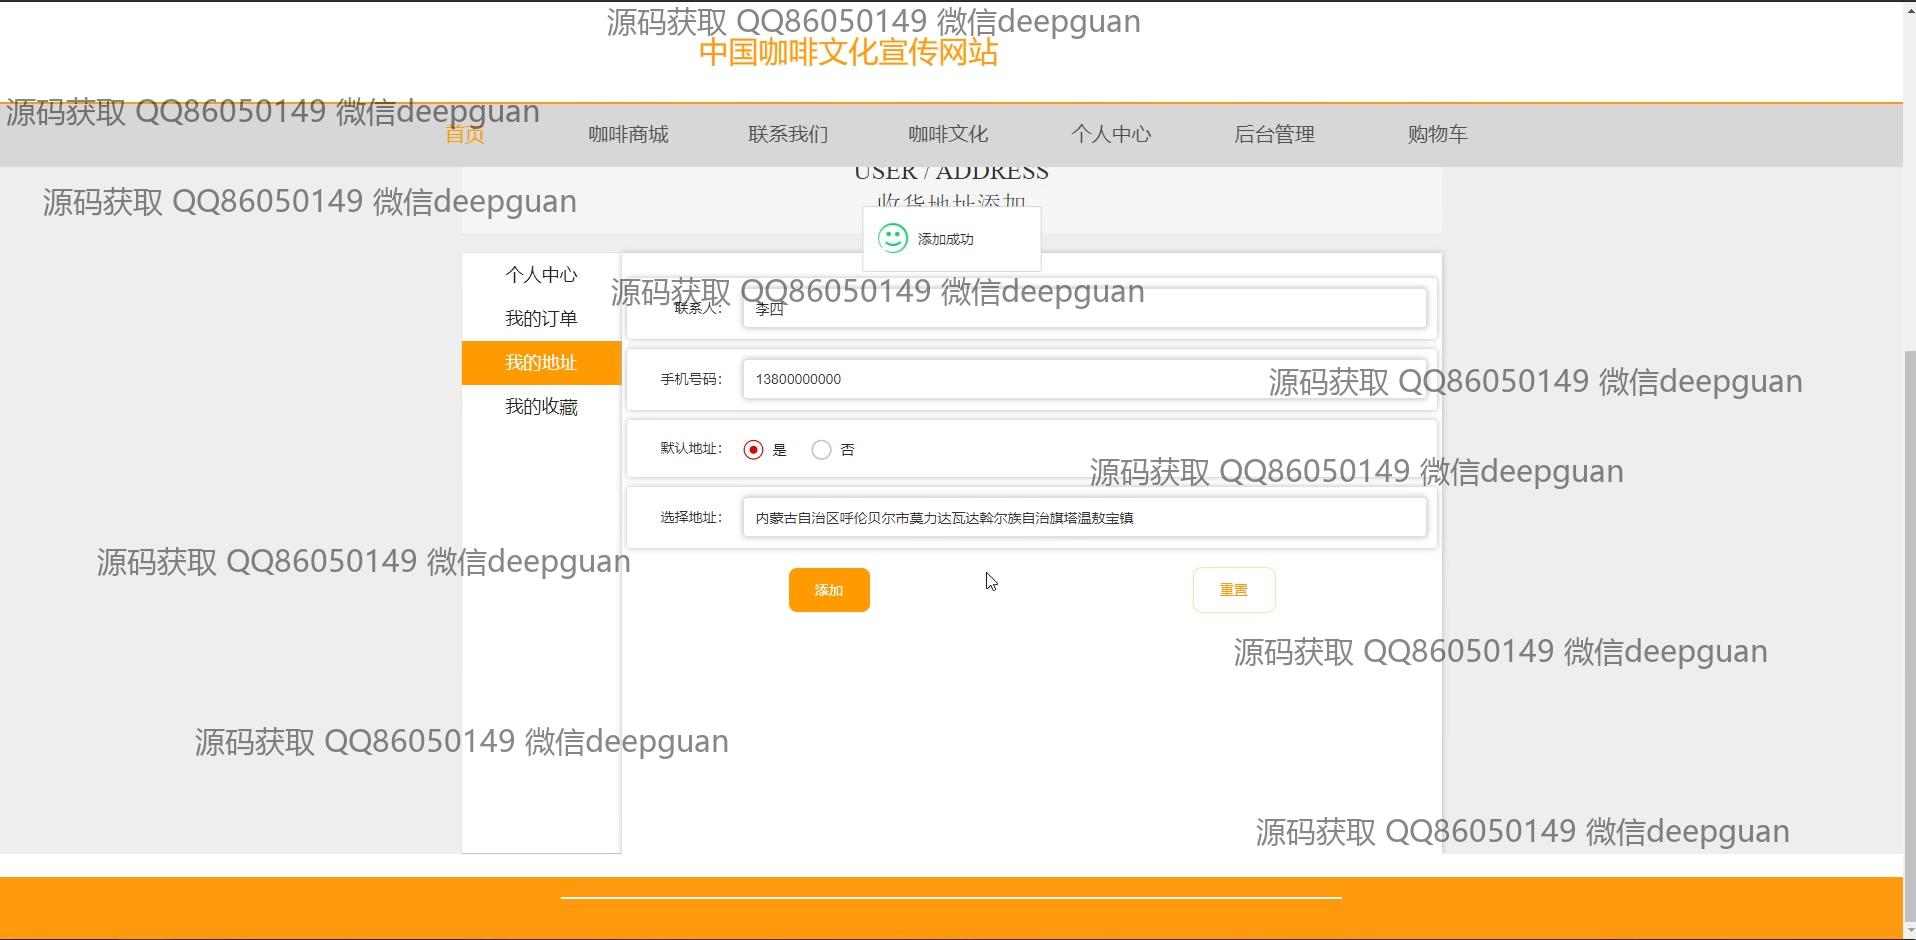 源码获取 QQ86050149 微信deepguan
中国咖啡文化宣传网站
源码获取 QQ86050149 微信deepguan
首页 咖啡商城 联系我们 咖啡文化 个人中心 后台管理 购物车
USER / ADDRESS
源码获取 QQ86050149 微信deepguan
收货地址添加
添加成功
个人中心
我的订单
我的地址
我的收藏
源码获取 QQ86050149 微信deepguan
联系人： 李四
手机号码： 13800000000
源码获取 QQ86050149 微信deepguan
默认地址： 是 否
源码获取 QQ86050149 微信deepguan
选择地址： 内蒙古自治区呼伦贝尔市莫力达瓦达斡尔族自治旗塔温敖宝镇
源码获取 QQ86050149 微信deepguan
添加 重置
源码获取 QQ86050149 微信deepguan
源码获取 QQ86050149 微信deepguan
源码获取 QQ86050149 微信deepguan